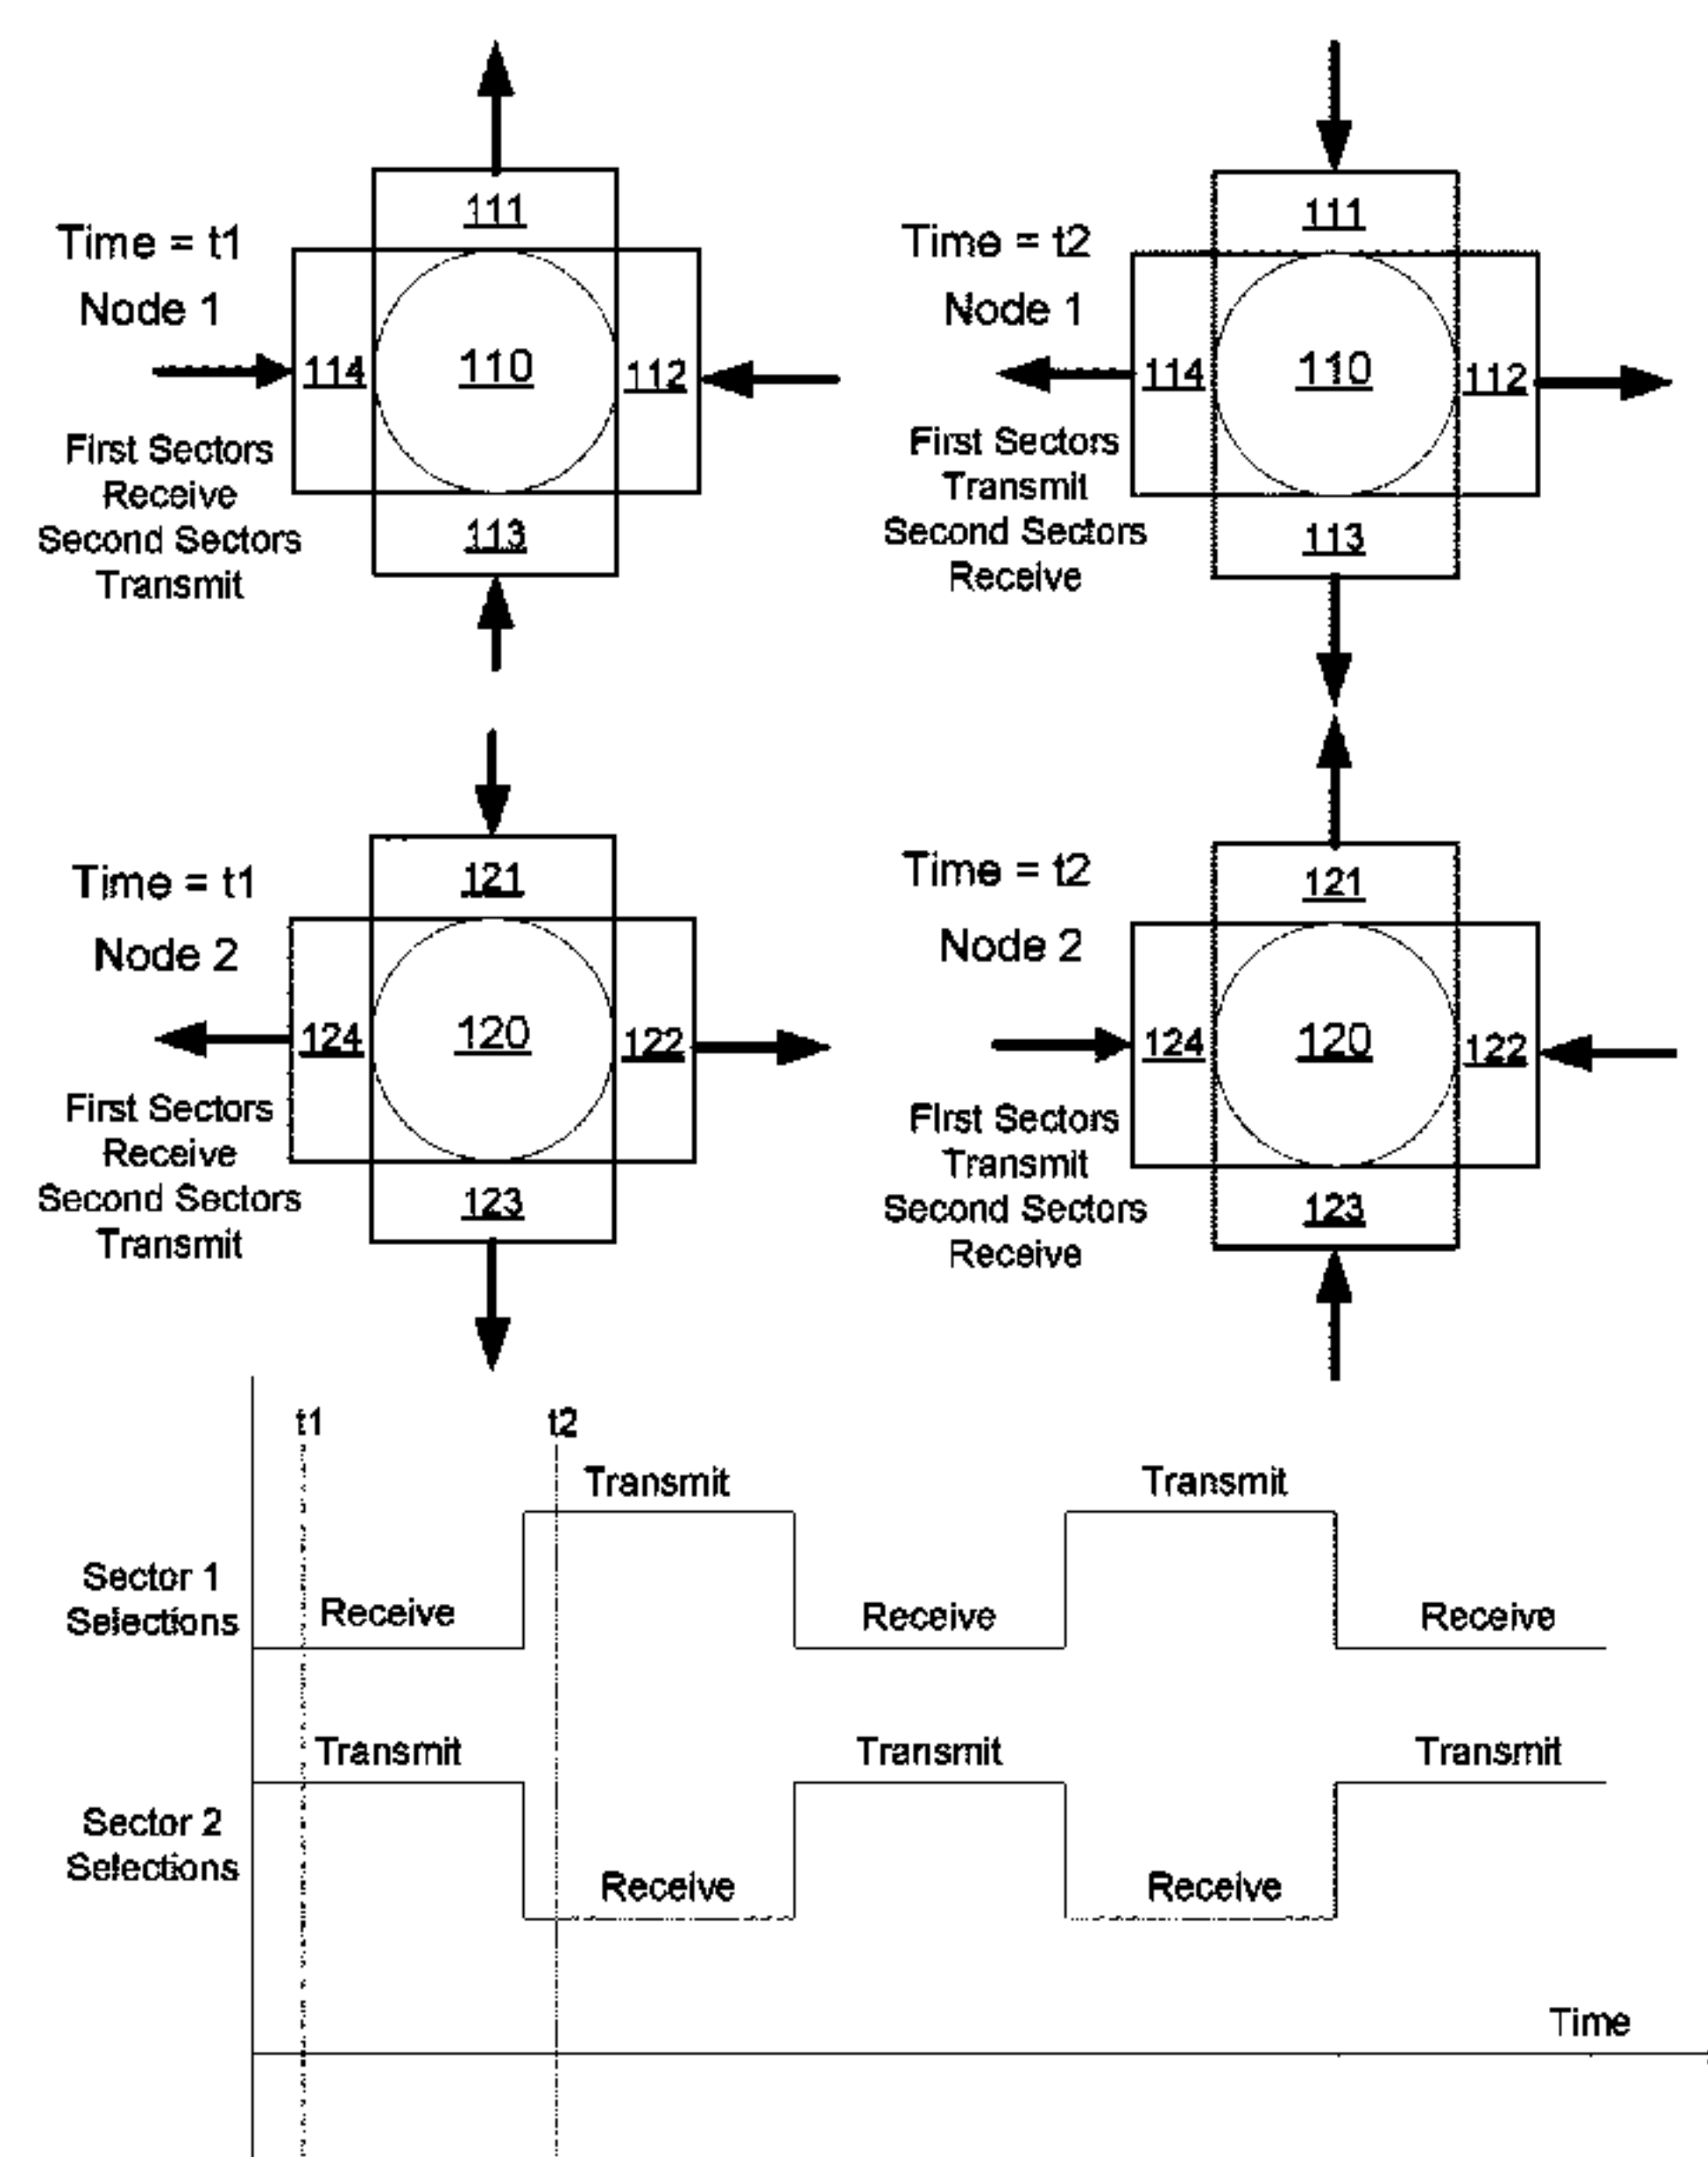 111
Time = t1
Node 1
114
110
112
First Sectors
Receive
Second Sectors
Transmit
113
111
Time = t2
Node 1
114
110
112
First Sectors
Transmit
Second Sectors
Receive
113
121
Time = t1
Node 2
124
120
122
First Sectors
Receive
Second Sectors
Transmit
123
121
Time = t2
Node 2
124
120
122
First Sectors
Transmit
Second Sectors
Receive
123
t1
t2
Transmit
Transmit
Sector 1
Selections
Receive
Receive
Receive
Transmit
Transmit
Transmit
Sector 2
Selections
Receive
Receive
Time